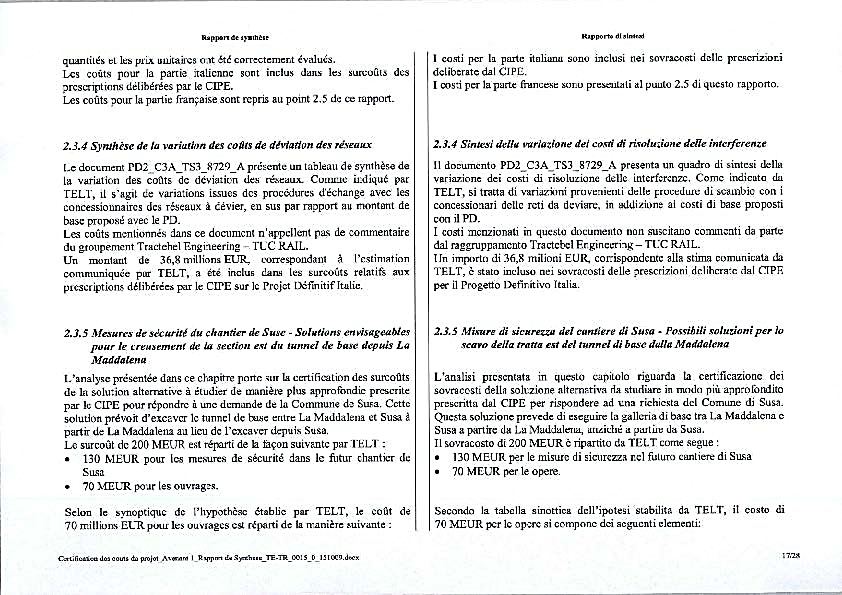 Rapport de synthèse
quantités et les prix unitaires ont été correctement évalués.
Les coûts pour la partie italienne sont inclus dans les surcoûts des
prescriptions délibérées par le CIPE.
Les coûts pour la partie française sont repris au point 2.5 de ce rapport.
2.3.4 Synthèse de la variation des coûts de déviation des réseaux
Le document PD2_C3A_TS3_8729_A présente un tableau de synthèse de
la variation des coûts de déviation des réseaux. Comme indiqué par
TELT, il s'agit de variations issues des procédures d'échange avec les
concessionnaires des réseaux à dévier, en sus par rapport au montant de
base proposé avec le PD.
Les coûts mentionnés dans ce document n'appellent pas de commentaire
du groupement Tractebel Engineering – TUC RAIL.
Un montant de 36,8 millions EUR, correspondant à l'estimation
communiquée par TELT, a été inclus dans les surcoûts relatifs aux
prescriptions délibérées par le CIPE sur le Projet Définitif Italie.
2.3.5 Mesures de sécurité du chantier de Suse - Solutions envisageables
pour le creusement de la section est du tunnel de base depuis La
Maddalena
L'analyse présentée dans ce chapitre porte sur la certification des surcoûts
de la solution alternative à étudier de manière plus approfondie prescrite
par le CIPE pour répondre à une demande de la Commune de Susa. Cette
solution prévoit d'excaver le tunnel de base entre La Maddalena et Susa à
partir de La Maddalena au lieu de l'excaver depuis Susa.
Le surcoût de 200 MEUR est réparti de la façon suivante par TELT :
• 130 MEUR pour les mesures de sécurité dans le futur chantier de
Susa
• 70 MEUR pour les ouvrages.
Selon le synoptique de l'hypothèse établie par TELT, le coût de
70 millions EUR pour les ouvrages est réparti de la manière suivante :
Rapporto di sintesi
I costi per la parte italiana sono inclusi nei sovracosti delle prescrizioni
deliberate dal CIPE.
I costi per la parte francese sono presentati al punto 2.5 di questo rapporto.
2.3.4 Sintesi della variazione dei costi di risoluzione delle interferenze
Il documento PD2_C3A_TS3_8729_A presenta un quadro di sintesi della
variazione dei costi di risoluzione delle interferenze. Come indicato da
TELT, si tratta di variazioni provenienti delle procedure di scambio con i
concessionari delle reti da deviare, in addizione ai costi di base proposti
con il PD.
I costi menzionati in questo documento non suscitano commenti da parte
dal raggruppamento Tractebel Engineering – TUC RAIL.
Un importo di 36,8 milioni EUR, corrispondente alla stima comunicata da
TELT, è stato incluso nei sovracosti delle prescrizioni deliberate dal CIPE
per il Progetto Definitivo Italia.
2.3.5 Misure di sicurezza del cantiere di Susa - Possibili soluzioni per lo
scavo della tratta est del tunnel di base dalla Maddalena
L'analisi presentata in questo capitolo riguarda la certificazione dei
sovracosti della soluzione alternativa da studiare in modo più approfondito
prescritta dal CIPE per rispondere ad una richiesta del Comune di Susa.
Questa soluzione prevede di eseguire la galleria di base tra La Maddalena e
Susa a partire da La Maddalena, anziché a partire da Susa.
Il sovracosto di 200 MEUR è ripartito da TELT come segue :
• 130 MEUR per le misure di sicurezza nel futuro cantiere di Susa
• 70 MEUR per le opere.
Secondo la tabella sinottica dell'ipotesi stabilita da TELT, il costo di
70 MEUR per le opere si compone dei seguenti elementi:
Certification des couts du projet_Avenant 1_Rapport de Synthese_TE-TR_0015_0_151009.docx
17/28